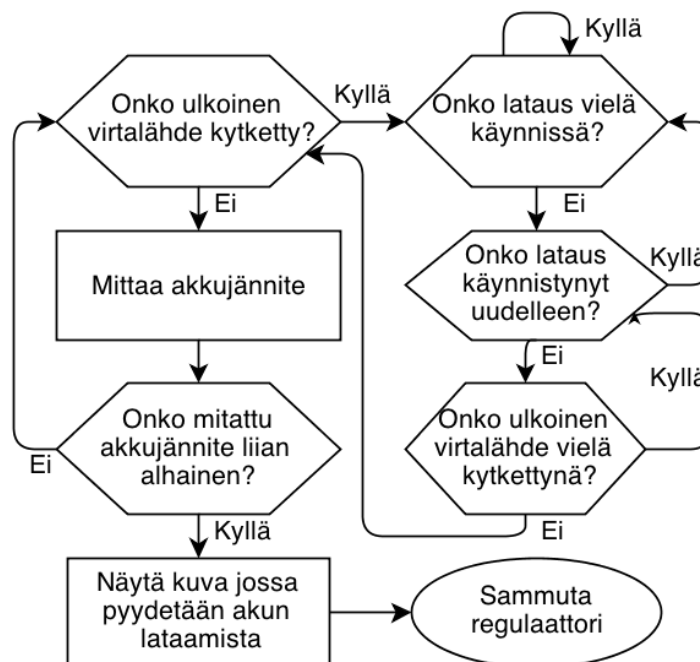 Onko ulkoinen
virtalähde kytketty?
Kyllä
Kyllä
Onko lataus vielä
käynnissä?
Ei
Ei
Mittaa akkujännite
Onko lataus
käynnistynyt
uudelleen?
Kyllä
Ei
Onko mitattu
akkujännite liian
alhainen?
Ei
Kyllä
Onko ulkoinen
virtalähde vielä
kytkettynä?
Kyllä
Ei
Näytä kuva jossa
pyydetään akun
lataamista
Sammuta
regulaattori